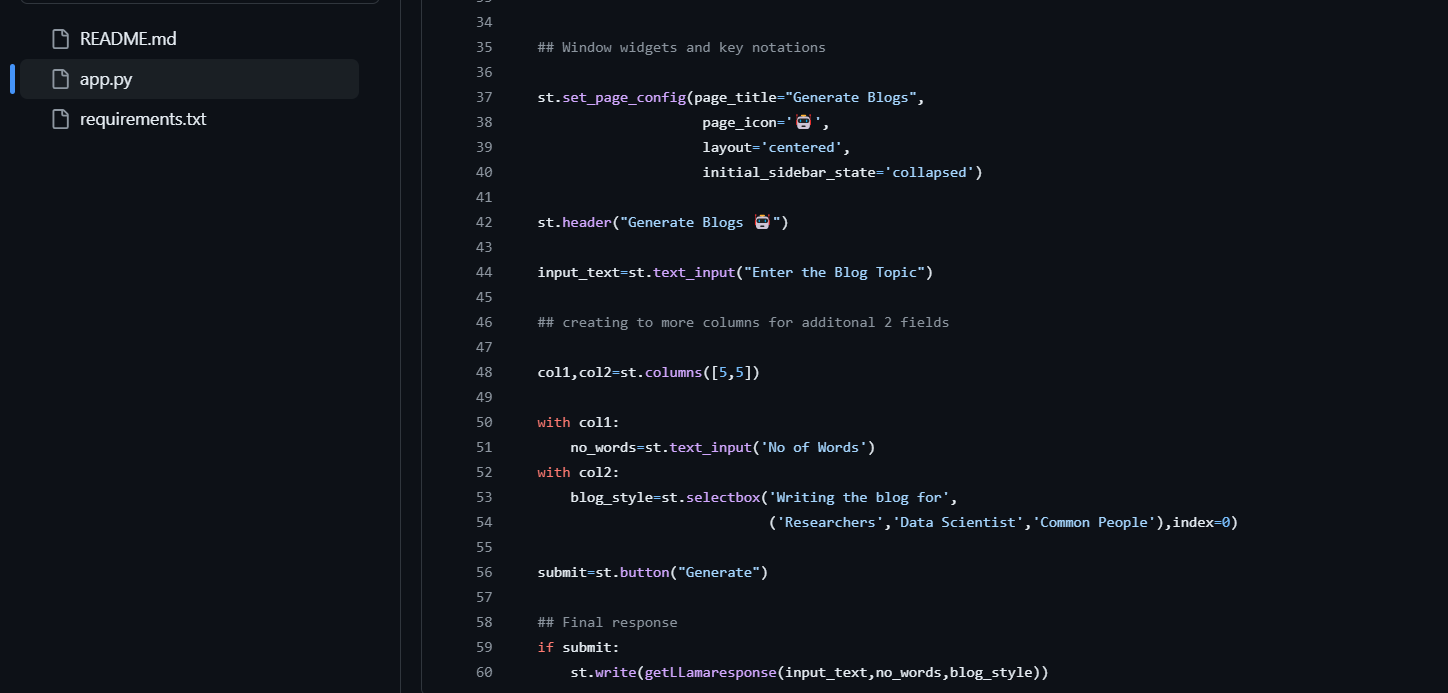 README.md
app.py
requirements.txt
34
35 ## Window widgets and key notations
36
37 st.set_page_config(page_title="Generate Blogs",
38 page_icon='🤖',
39 layout='centered',
40 initial_sidebar_state='collapsed')
41
42 st.header("Generate Blogs 🤖")
43
44 input_text=st.text_input("Enter the Blog Topic")
45
46 ## creating to more columns for additonal 2 fields
47
48 col1,col2=st.columns([5,5])
49
50 with col1:
51 no_words=st.text_input('No of Words')
52 with col2:
53 blog_style=st.selectbox('Writing the blog for',
54 ('Researchers','Data Scientist','Common People'),index=0)
55
56 submit=st.button("Generate")
57
58 ## Final response
59 if submit:
60 st.write(getLLamaresponse(input_text,no_words,blog_style))